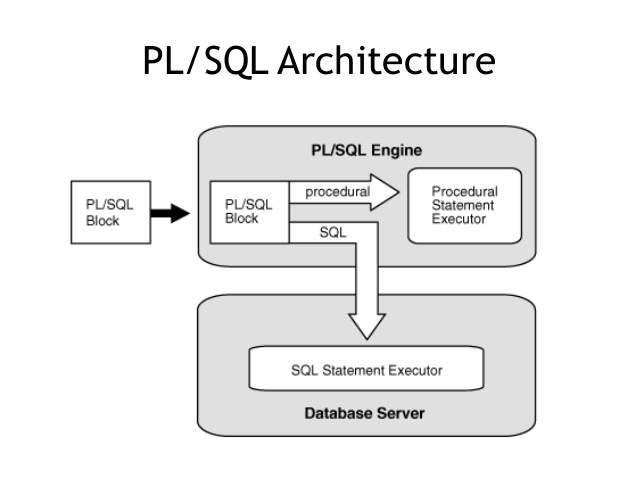 PL/SQL Architecture
PL/SQL Engine
PL/SQL
Block
PL/SQL
Block
procedural
SQL
Procedural
Statement
Executor
SQL Statement Executor
Database Server